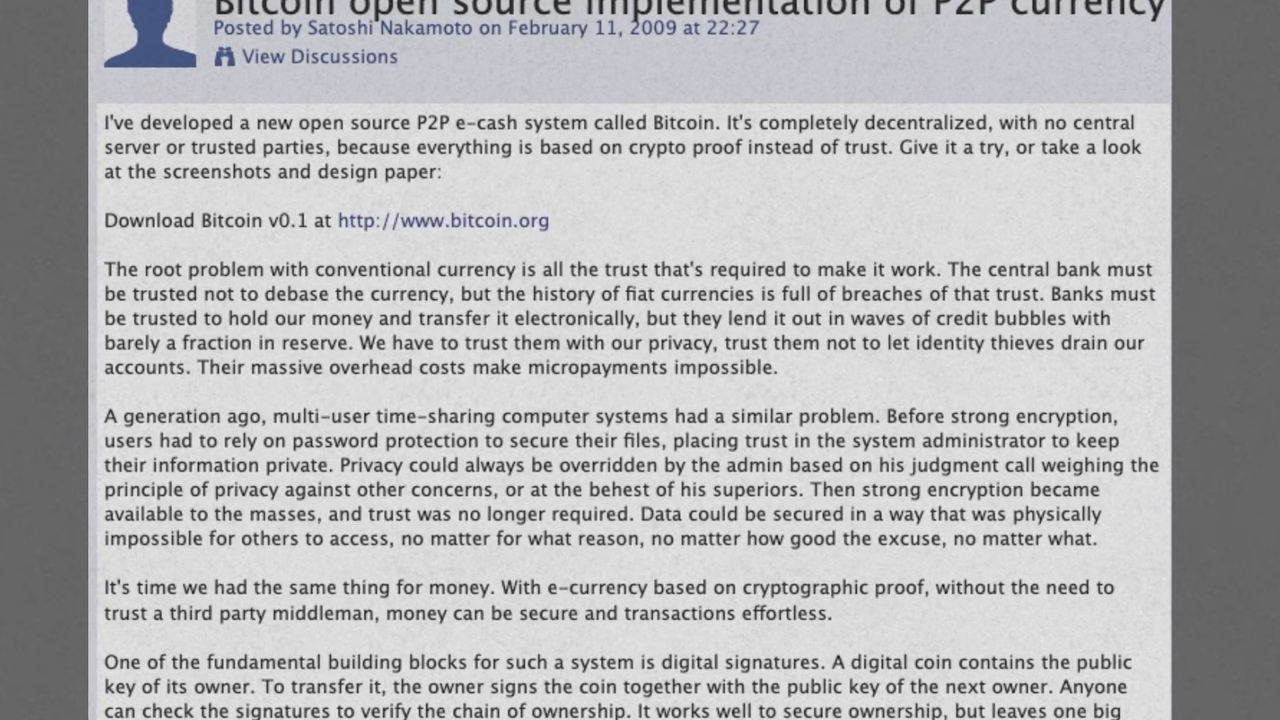 Bitcoin open source implementation of P2P currency
Posted by Satoshi Nakamoto on February 11, 2009 at 22:27
View Discussions
I've developed a new open source P2P e-cash system called Bitcoin. It's completely decentralized, with no central
server or trusted parties, because everything is based on crypto proof instead of trust. Give it a try, or take a look
at the screenshots and design paper:
Download Bitcoin v0.1 at http://www.bitcoin.org
The root problem with conventional currency is all the trust that's required to make it work. The central bank must
be trusted not to debase the currency, but the history of fiat currencies is full of breaches of that trust. Banks must
be trusted to hold our money and transfer it electronically, but they lend it out in waves of credit bubbles with
barely a fraction in reserve. We have to trust them with our privacy, trust them not to let identity thieves drain our
accounts. Their massive overhead costs make micropayments impossible.
A generation ago, multi-user time-sharing computer systems had a similar problem. Before strong encryption,
users had to rely on password protection to secure their files, placing trust in the system administrator to keep
their information private. Privacy could always be overridden by the admin based on his judgment call weighing the
principle of privacy against other concerns, or at the behest of his superiors. Then strong encryption became
available to the masses, and trust was no longer required. Data could be secured in a way that was physically
impossible for others to access, no matter for what reason, no matter how good the excuse, no matter what.
It's time we had the same thing for money. With e-currency based on cryptographic proof, without the need to
trust a third party middleman, money can be secure and transactions effortless.
One of the fundamental building blocks for such a system is digital signatures. A digital coin contains the public
key of its owner. To transfer it, the owner signs the coin together with the public key of the next owner. Anyone
can check the signatures to verify the chain of ownership. It works well to secure ownership, but leaves one big